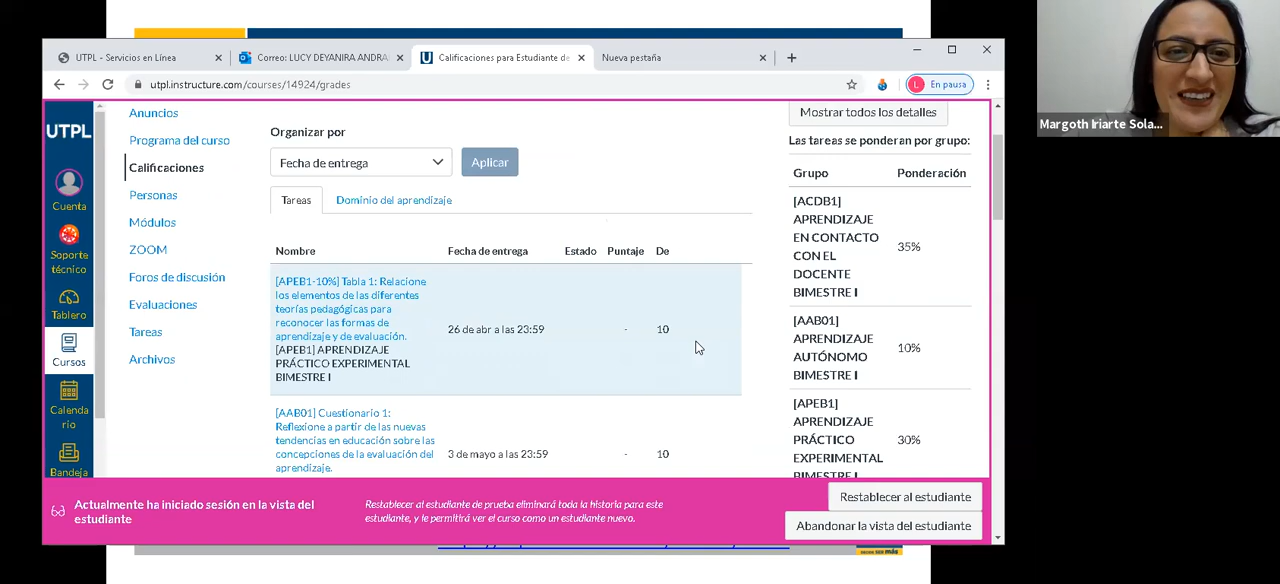 UTPL - Servicios en Línea
Correo: LUCY DEYANIRA ANDRA
Calificaciones para Estudiante de
Nueva pestaña
utpl.instructure.com/courses/14924/grades
L En pausa
Margoth Iriarte Sola...
UTPL
Cuenta
Soporte
técnico
Tablero
Cursos
Calenda
rio
Bandeja
Anuncios
Programa del curso
Calificaciones
Personas
Módulos
ZOOM
Foros de discusión
Evaluaciones
Tareas
Archivos
Organizar por
Fecha de entrega
Aplicar
Tareas
Dominio del aprendizaje
Nombre Fecha de entrega Estado Puntaje De
[APEB1-10%] Tabla 1: Relacione
los elementos de las diferentes
teorías pedagógicas para
reconocer las formas de
aprendizaje y de evaluación.
[APEB1] APRENDIZAJE
PRÁCTICO EXPERIMENTAL
BIMESTRE I
26 de abr a las 23:59 - 10
[AAB01] Cuestionario 1:
Reflexione a partir de las nuevas
tendencias en educación sobre las
concepciones de la evaluación del
aprendizaje.
3 de mayo a las 23:59 - 10
Mostrar todos los detalles
Las tareas se ponderan por grupo:
Grupo Ponderación
[ACDB1]
APRENDIZAJE
EN CONTACTO
CON EL
DOCENTE
BIMESTRE I
35%
[AAB01]
APRENDIZAJE
AUTÓNOMO
BIMESTRE I
10%
[APEB1]
APRENDIZAJE
PRÁCTICO
EXPERIMENTAL
BIMESTRE I
30%
Actualmente ha iniciado sesión en la vista del
estudiante
Restablecer al estudiante de prueba eliminará toda la historia para este
estudiante, y le permitirá ver el curso como un estudiante nuevo.
Restablecer al estudiante
Abandonar la vista del estudiante